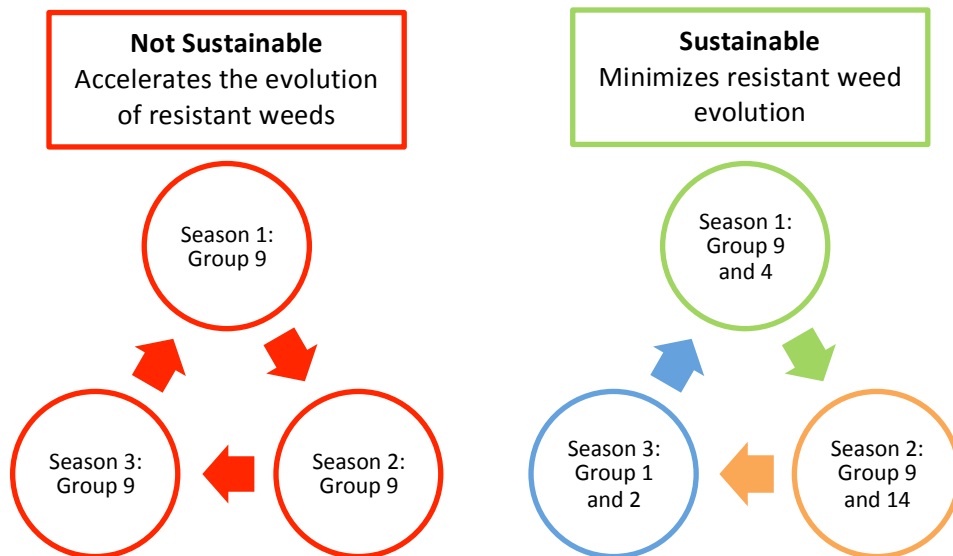 Not Sustainable
Accelerates the evolution
of resistant weeds
Season 1:
Group 9
Season 2:
Group 9
Season 3:
Group 9
Sustainable
Minimizes resistant weed
evolution
Season 1:
Group 9
and 4
Season 2:
Group 9
and 14
Season 3:
Group 1
and 2